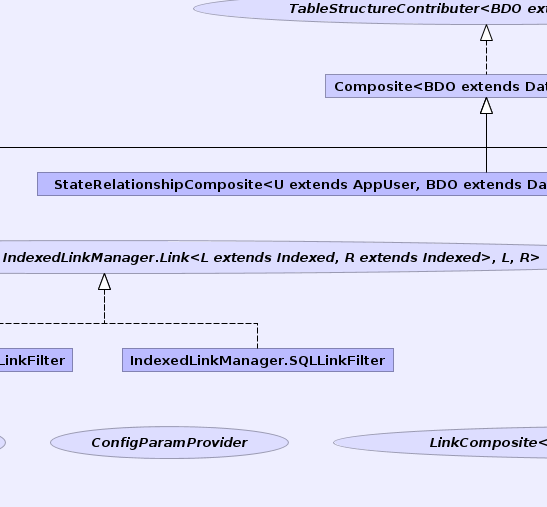 TableStructureContributer<BDO ext
Composite<BDO extends Dat
StateRelationshipComposite<U extends AppUser, BDO extends Da
IndexedLinkManager.Link<L extends Indexed, R extends Indexed>, L, R>
LinkFilter
IndexedLinkManager.SQLLinkFilter
ConfigParamProvider
LinkComposite<